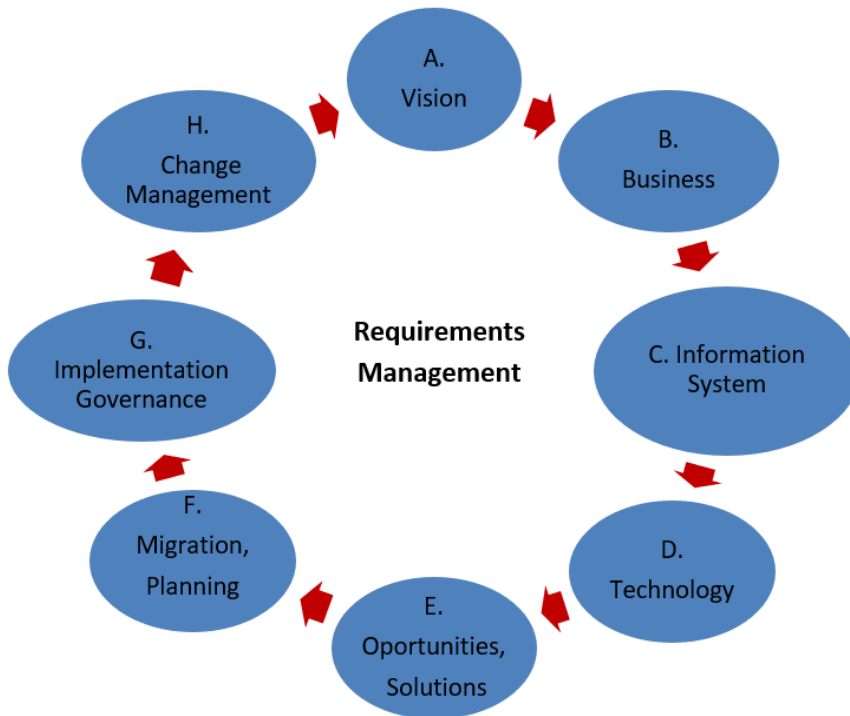 A.
Vision
B.
Business
C. Information
System
D.
Technology
E.
Oportunities,
Solutions
F.
Migration,
Planning
G.
Implementation
Governance
H.
Change
Management
Requirements
Management